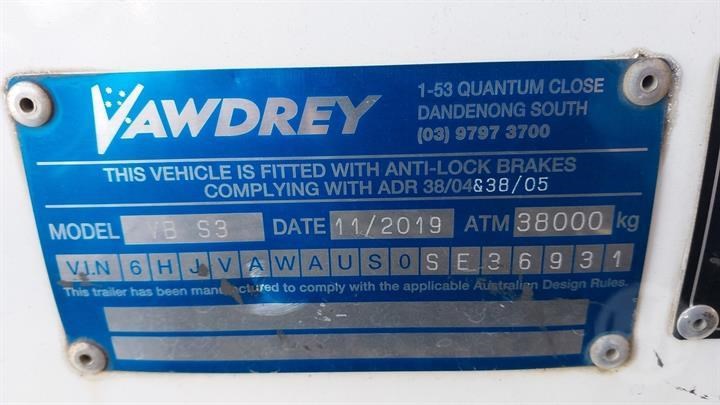 VAWDREY
1-53 QUANTUM CLOSE
DANDENONG SOUTH
(03) 9797 3700
THIS VEHICLE IS FITTED WITH ANTI-LOCK BRAKES
COMPLYING WITH ADR 38/04&38/05
MODEL VB S3 DATE 11/2019 ATM 38000 kg
V.I.N 6HJVAWAUS0SE36931
This trailer has been manufactured to comply with the applicable Australian Design Rules.